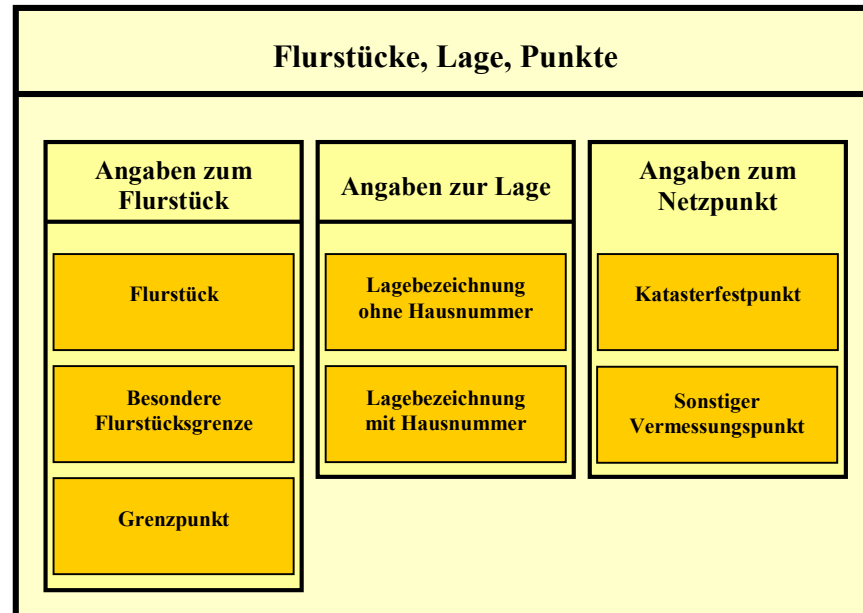 Flurstücke, Lage, Punkte
Angaben zum
Flurstück
Flurstück
Besondere
Flurstücksgrenze
Grenzpunkt
Angaben zur Lage
Lagebezeichnung
ohne Hausnummer
Lagebezeichnung
mit Hausnummer
Angaben zum
Netzpunkt
Katasterfestpunkt
Sonstiger
Vermessungspunkt